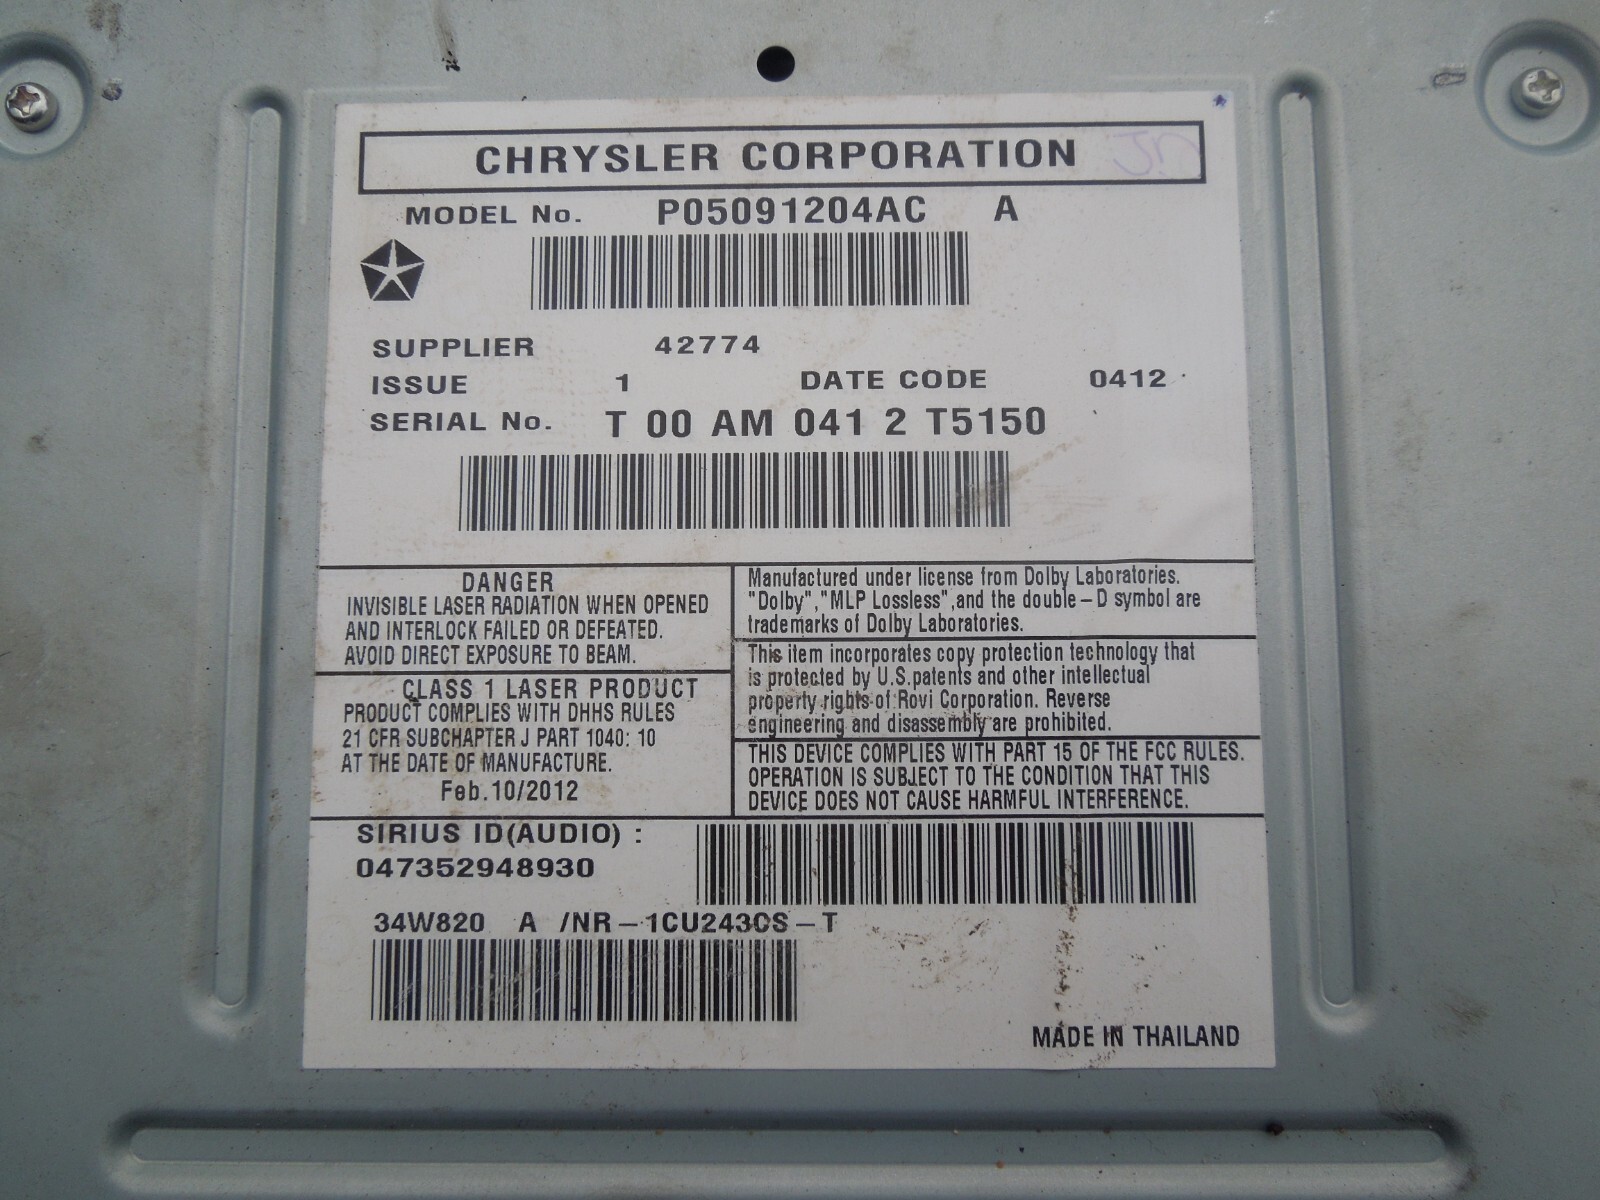 CHRYSLER CORPORATION
MODEL No. P05091204AC A
SUPPLIER 42774
ISSUE 1 DATE CODE 0412
SERIAL No. T 00 AM 041 2 T5150
DANGER
INVISIBLE LASER RADIATION WHEN OPENED
AND INTERLOCK FAILED OR DEFEATED.
AVOID DIRECT EXPOSURE TO BEAM.
CLASS 1 LASER PRODUCT
PRODUCT COMPLIES WITH DHHS RULES
21 CFR SUBCHAPTER J PART 1040: 10
AT THE DATE OF MANUFACTURE.
Feb.10/2012
Manufactured under license from Dolby Laboratories.
"Dolby","MLP Lossless",and the double-D symbol are
trademarks of Dolby Laboratories.
This item incorporates copy protection technology that
is protected by U.S.patents and other intellectual
property rights of Rovi Corporation. Reverse
engineering and disassembly are prohibited.
THIS DEVICE COMPLIES WITH PART 15 OF THE FCC RULES.
OPERATION IS SUBJECT TO THE CONDITION THAT THIS
DEVICE DOES NOT CAUSE HARMFUL INTERFERENCE.
SIRIUS ID(AUDIO) :
047352948930
34W820 A /NR-1CU243CS-T
MADE IN THAILAND